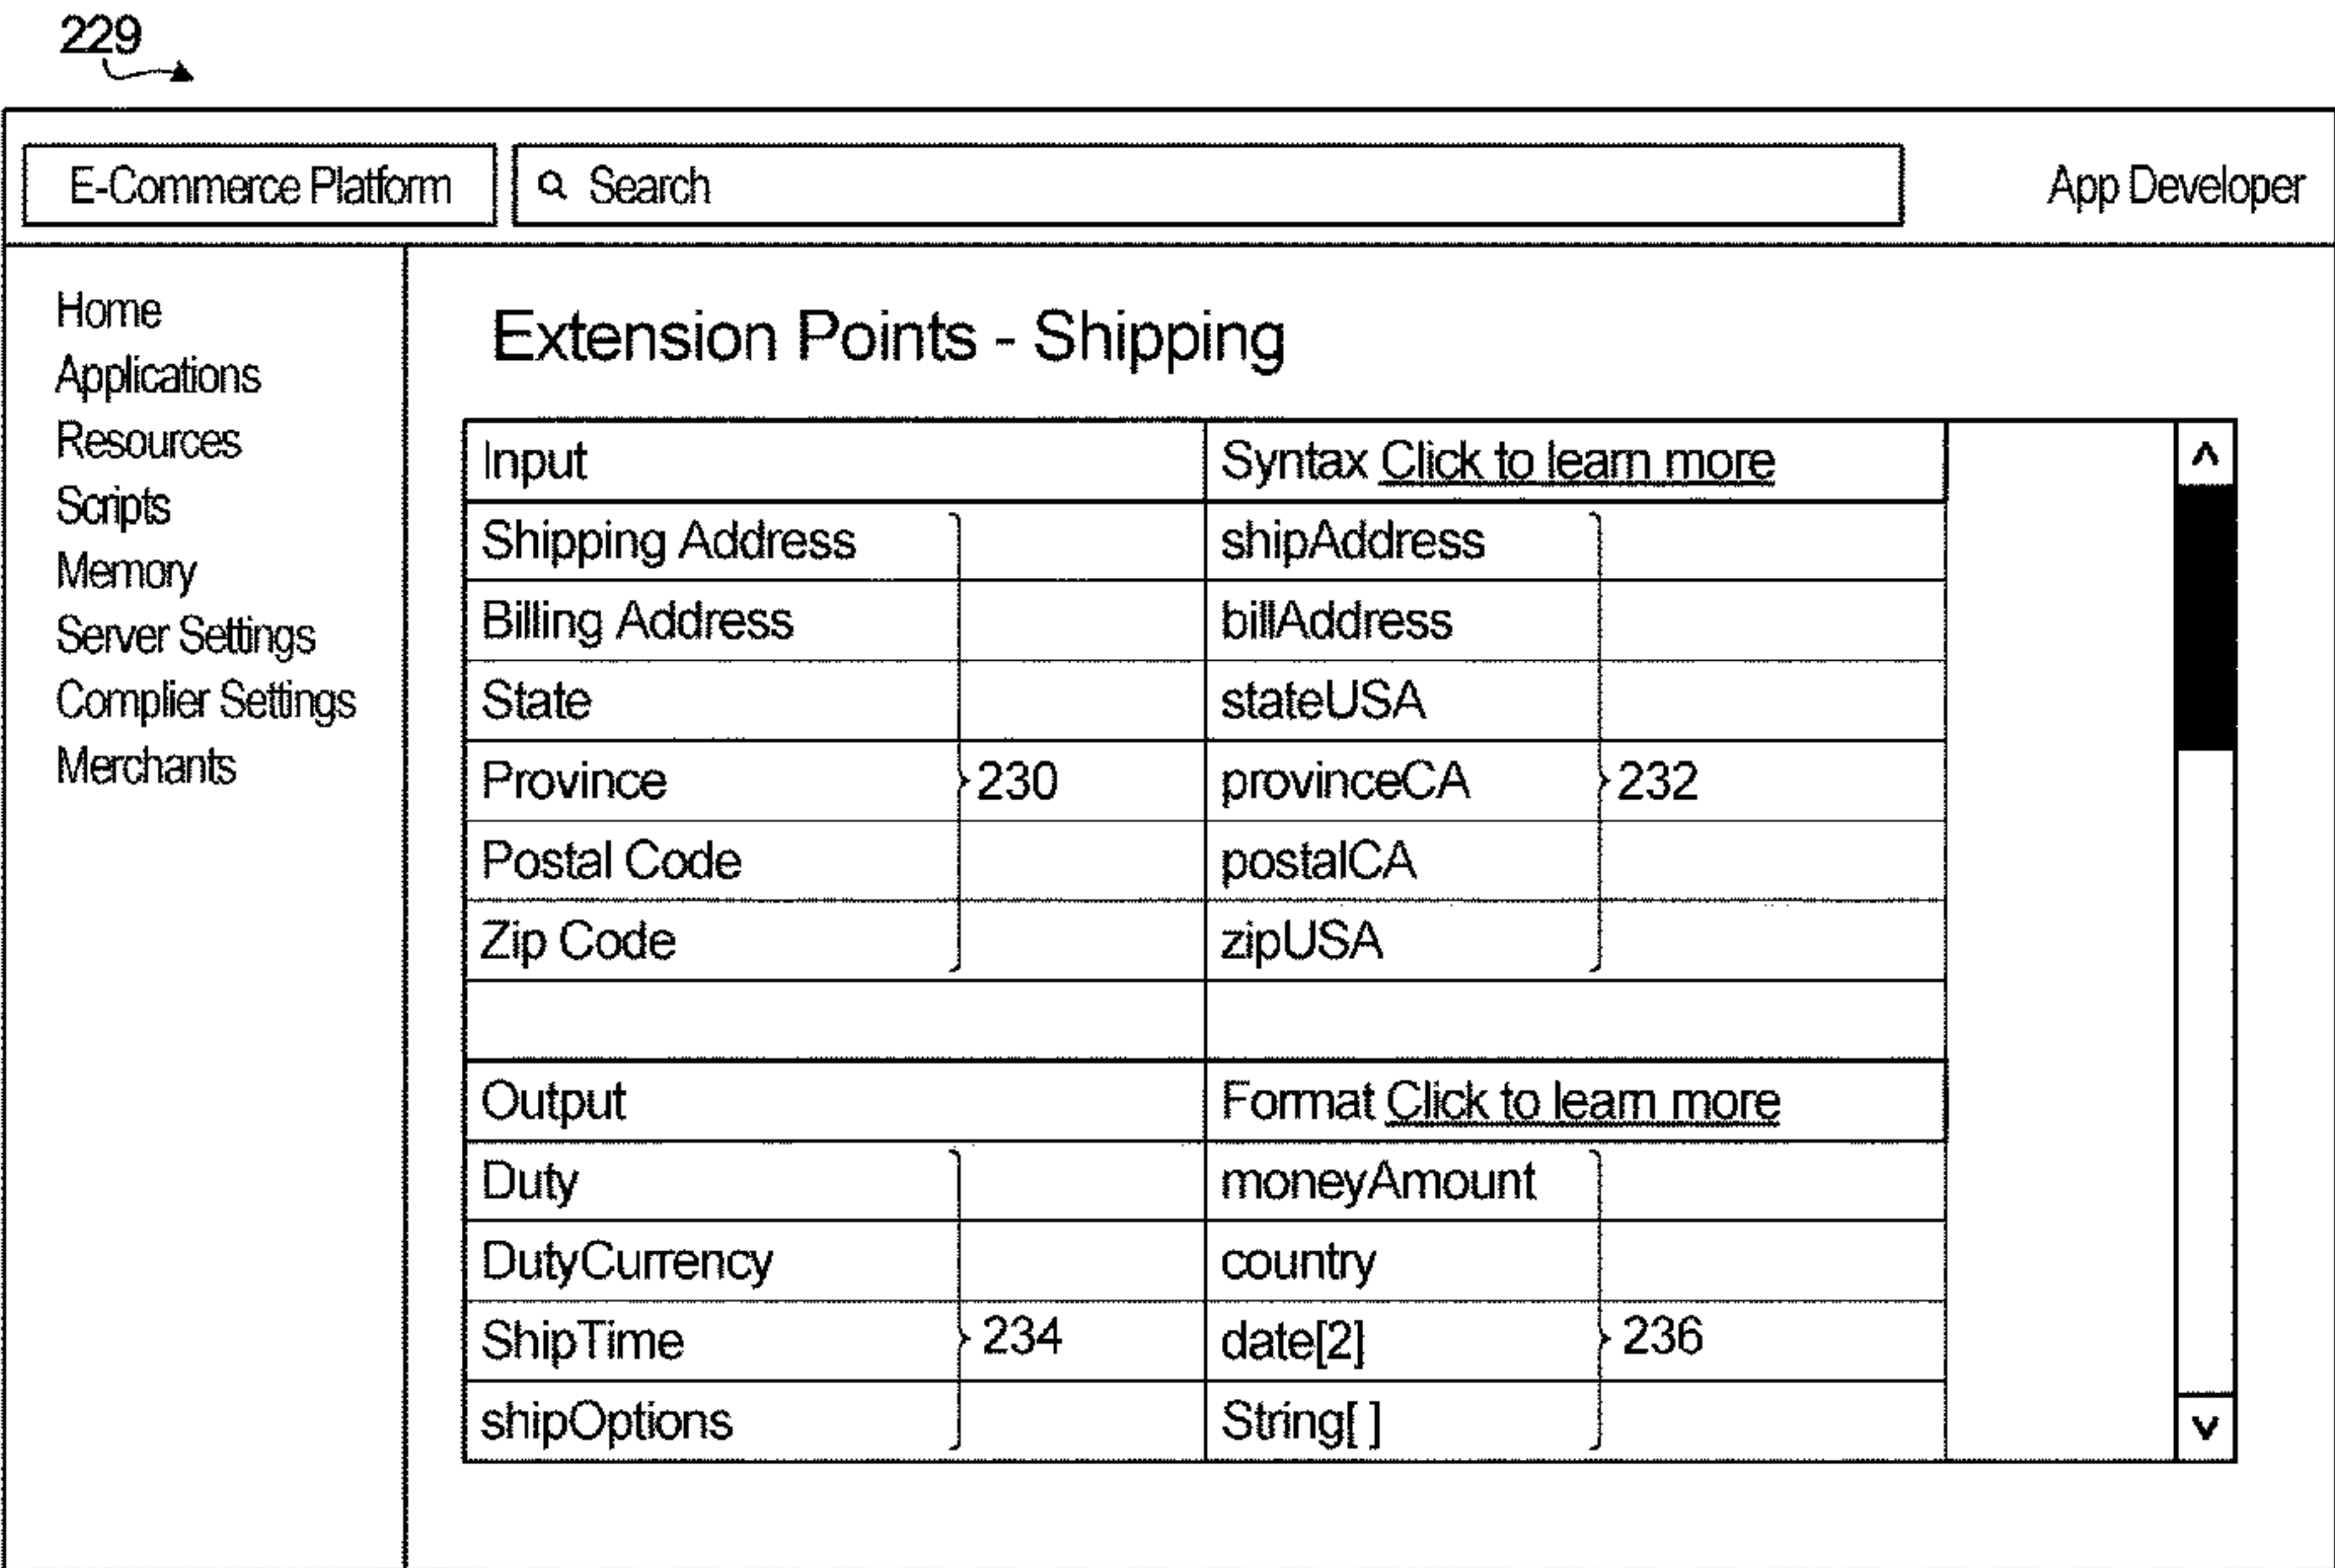 229
E-Commerce Platform
Search
App Developer
Home
Applications
Resources
Scripts
Memory
Server Settings
Complier Settings
Merchants
Extension Points - Shipping
Input Syntax Click to learn more
Shipping Address shipAddress
Billing Address billAddress
State stateUSA
Province 230 provinceCA 232
Postal Code postalCA
Zip Code zipUSA
Output Format Click to learn more
Duty moneyAmount
DutyCurrency country
ShipTime 234 date[2] 236
shipOptions String[ ]